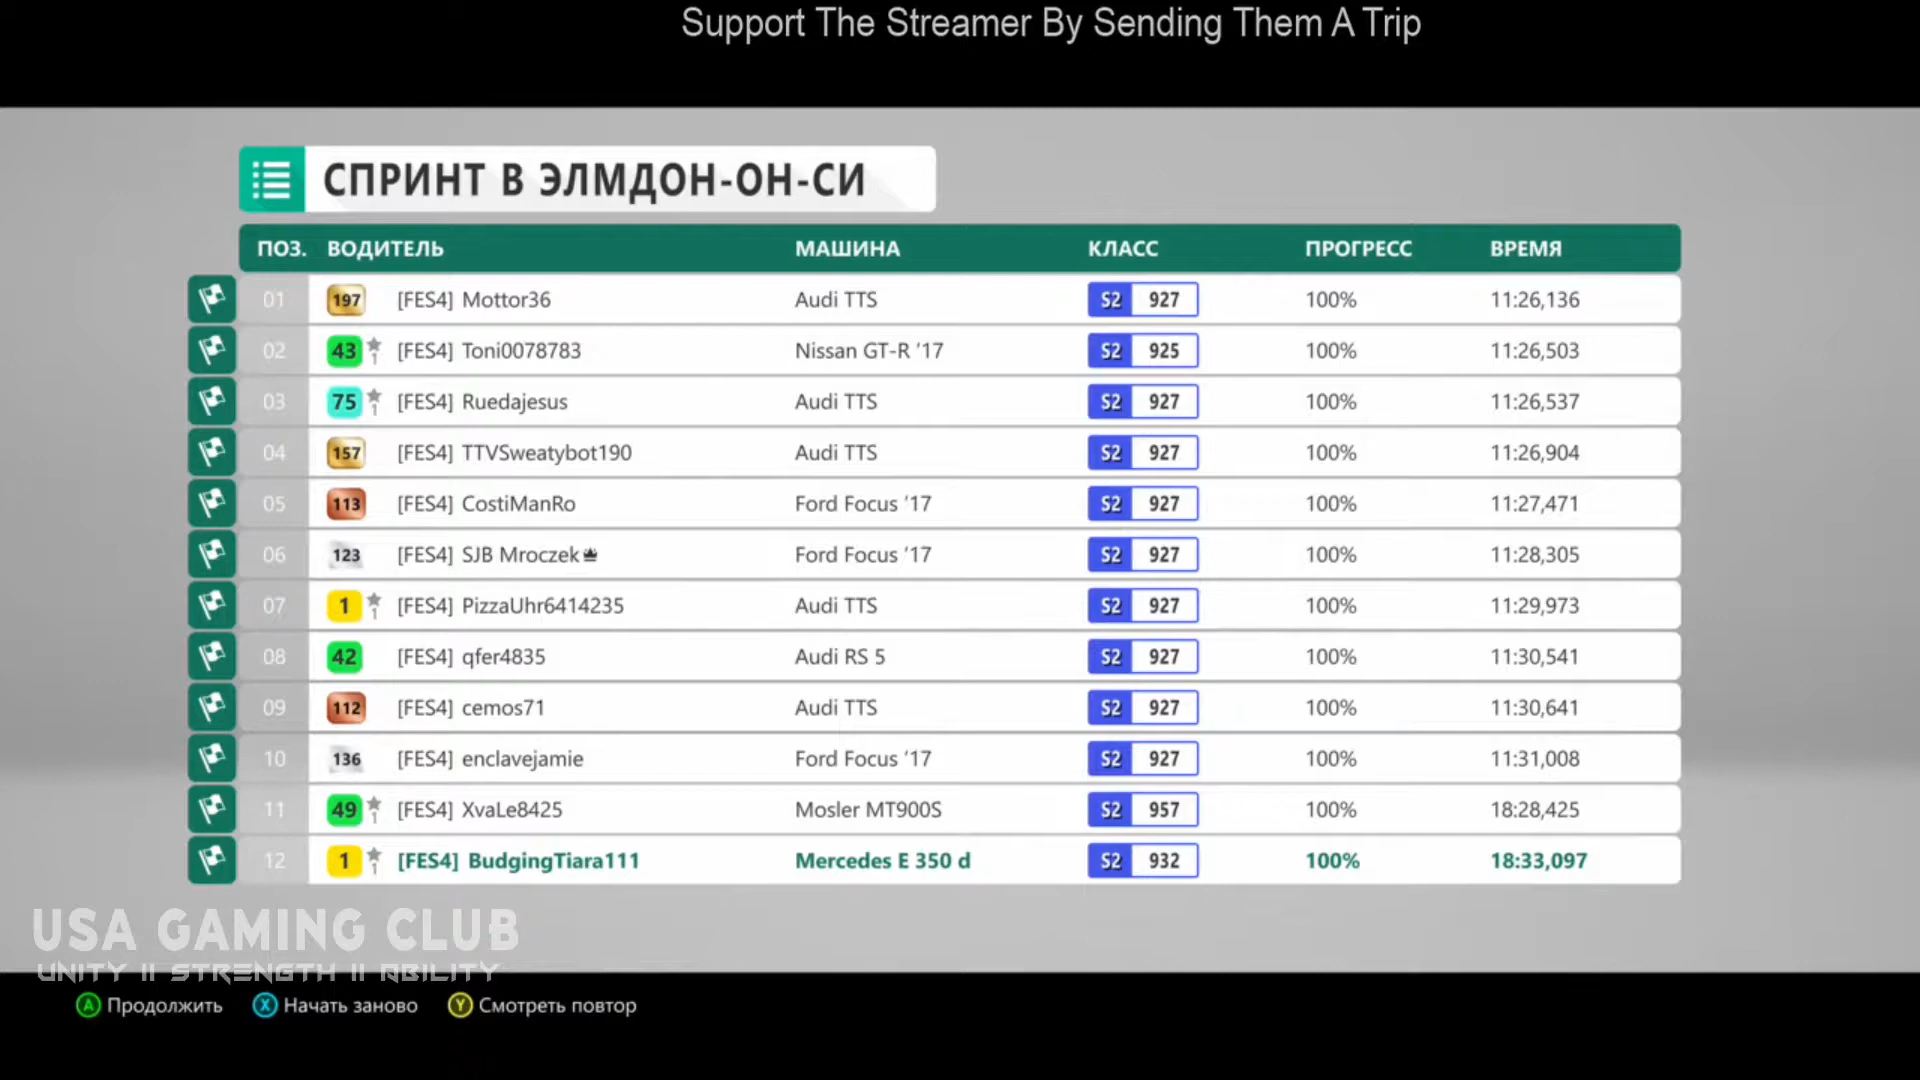 Support The Streamer By Sending Them A Trip
СПРИНТ В ЭЛМДОН-ОН-СИ
ПОЗ. ВОДИТЕЛЬ МАШИНА КЛАСС ПРОГРЕСС ВРЕМЯ
01 197 [FES4] Mottor36 Audi TTS S2 927 100% 11:26,136
02 43 1 [FES4] Toni0078783 Nissan GT-R '17 S2 925 100% 11:26,503
03 75 1 [FES4] Ruedajesus Audi TTS S2 927 100% 11:26,537
04 157 [FES4] TTVSweatybot190 Audi TTS S2 927 100% 11:26,904
05 113 [FES4] CostiManRo Ford Focus '17 S2 927 100% 11:27,471
06 123 [FES4] SJB Mroczek S2 Ford Focus '17 S2 927 100% 11:28,305
07 1 1 [FES4] PizzaUhr6414235 Audi TTS S2 927 100% 11:29,973
08 42 [FES4] qfer4835 Audi RS 5 S2 927 100% 11:30,541
09 112 [FES4] cemos71 Audi TTS S2 927 100% 11:30,641
10 136 [FES4] enclavejamie Ford Focus '17 S2 927 100% 11:31,008
11 49 1 [FES4] XvaLe8425 Mosler MT900S S2 957 100% 18:28,425
12 1 1 [FES4] BudgingTiara111 Mercedes E 350 d S2 932 100% 18:33,097
USA GAMING CLUB
UNITY II STRENGTH II ABILITY
A Продолжить X Начать заново Y Смотреть повтор